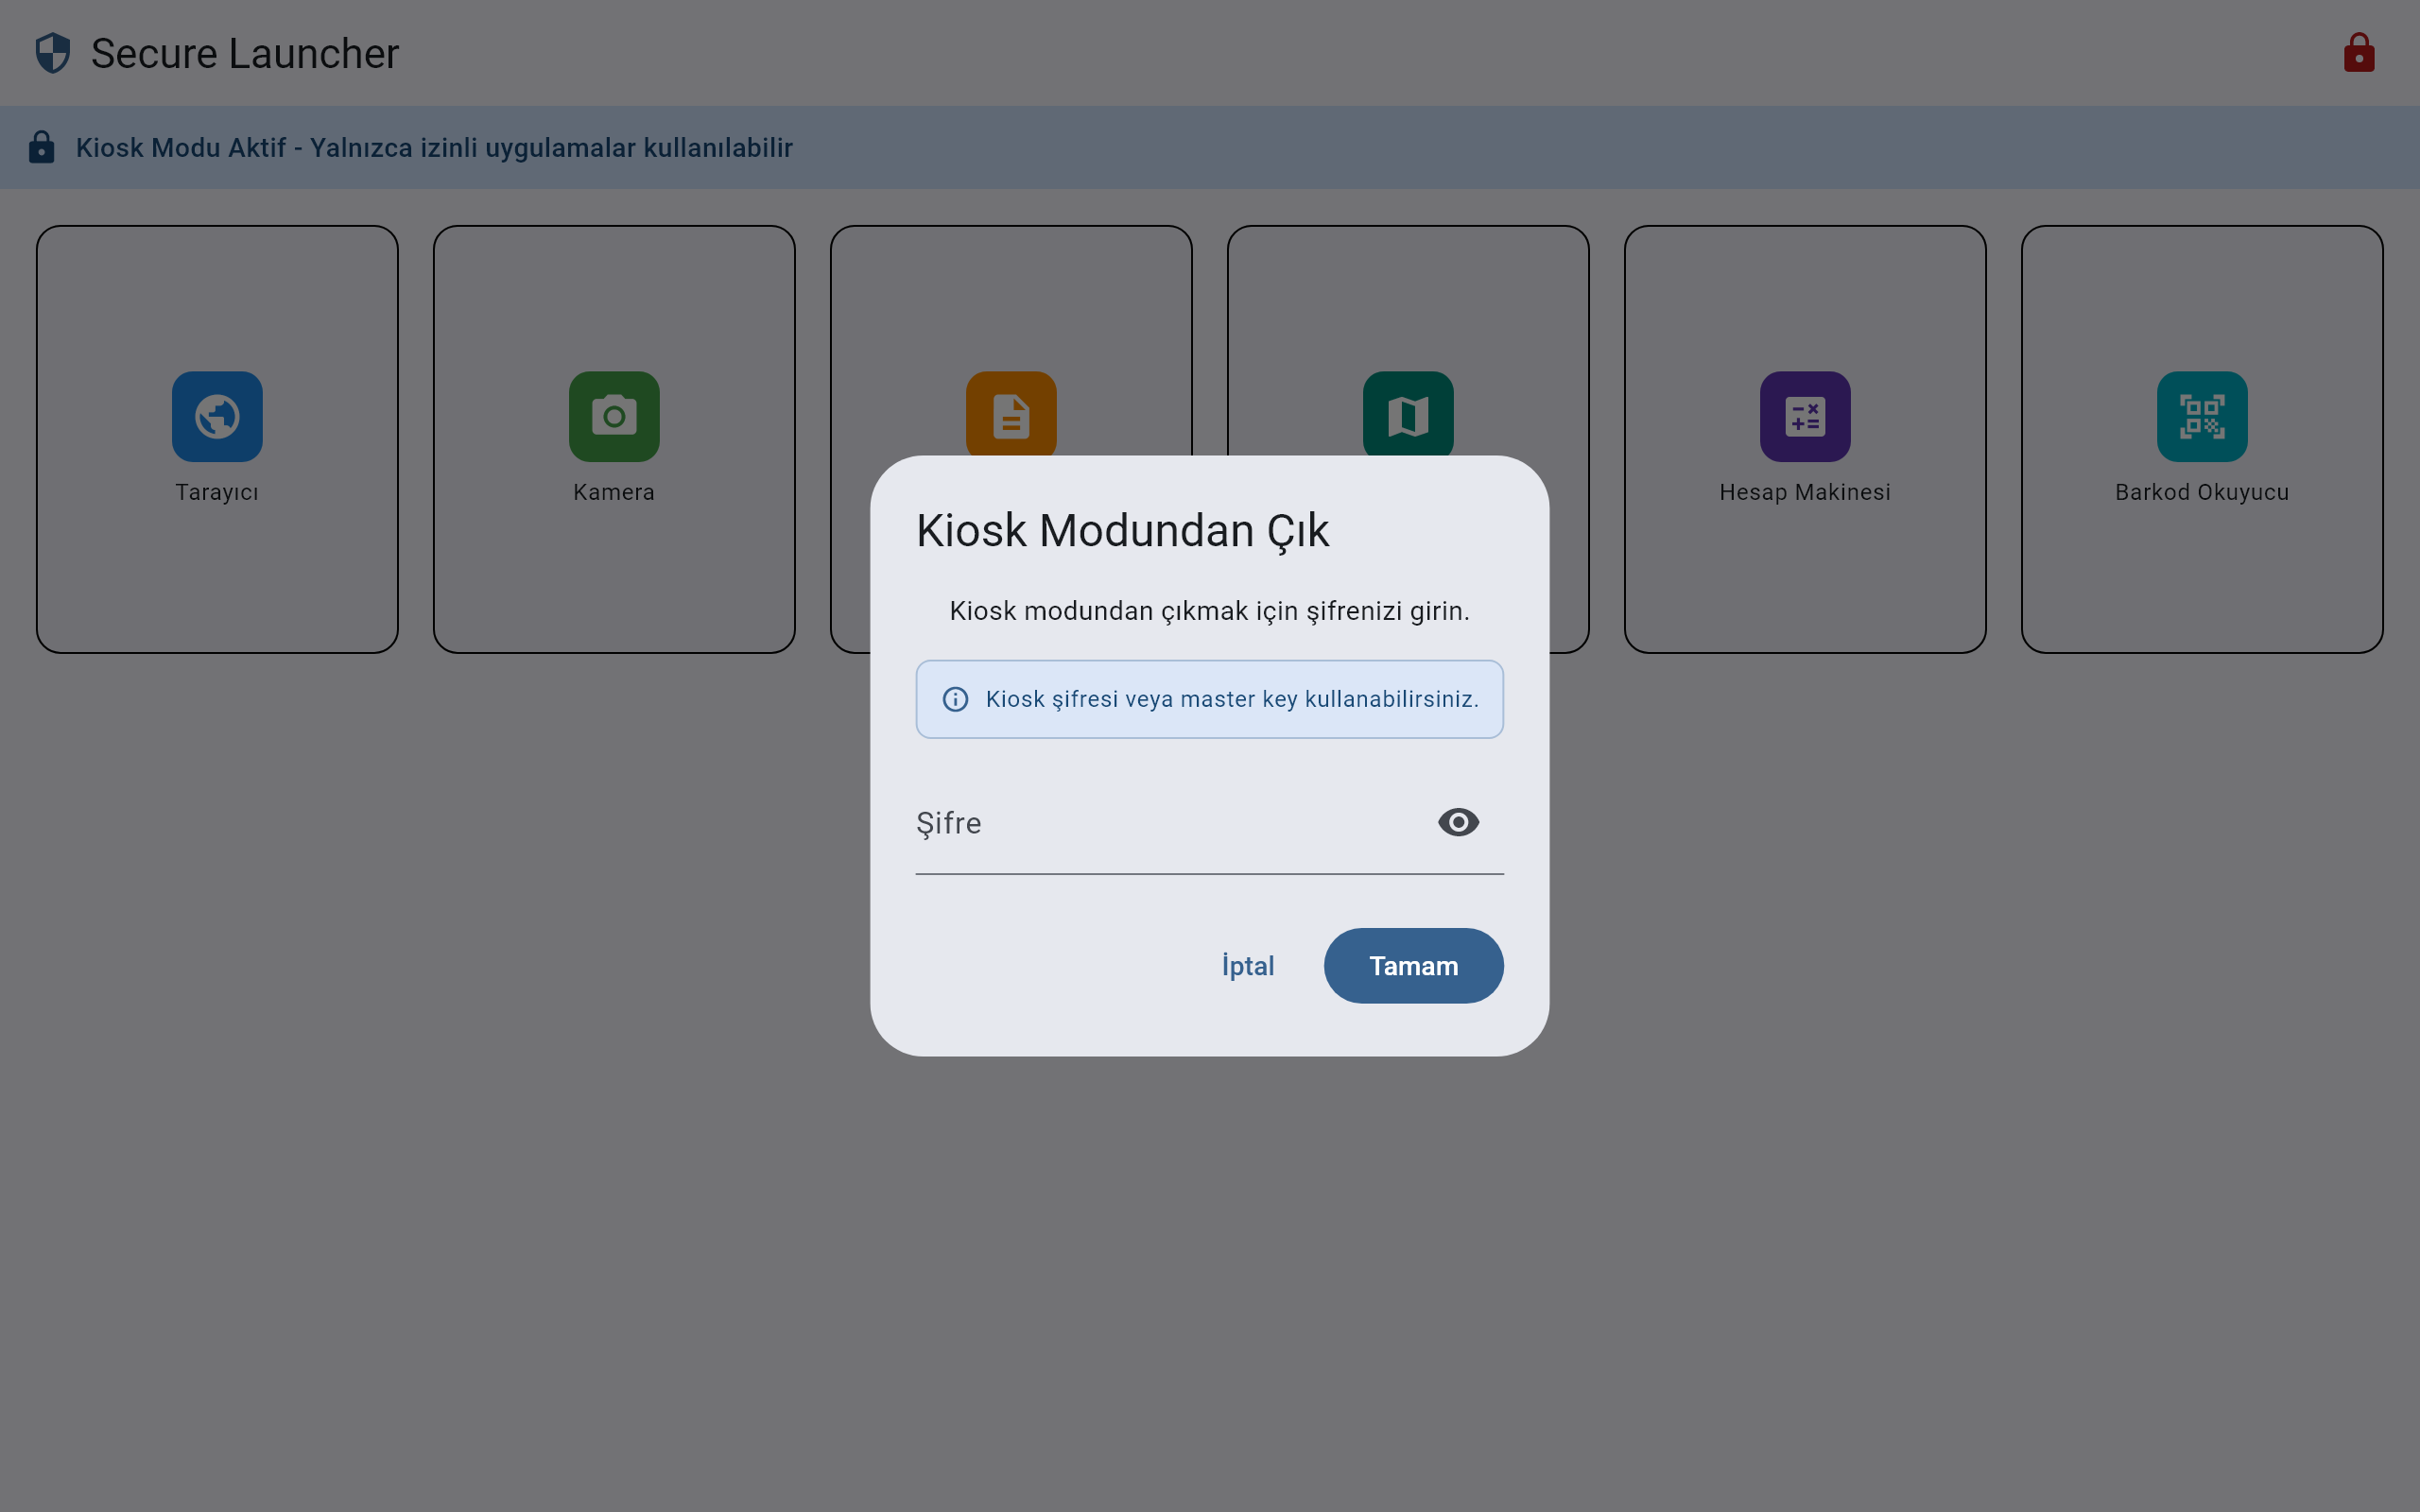 Secure Launcher
Kiosk Modu Aktif - Yalnızca izinli uygulamalar kullanılabilir
Tarayıcı
Kamera
Hesap Makinesi
Barkod Okuyucu
Kiosk Modundan Çık
Kiosk modundan çıkmak için şifrenizi girin.
Kiosk şifresi veya master key kullanabilirsiniz.
Şifre
İptal
Tamam